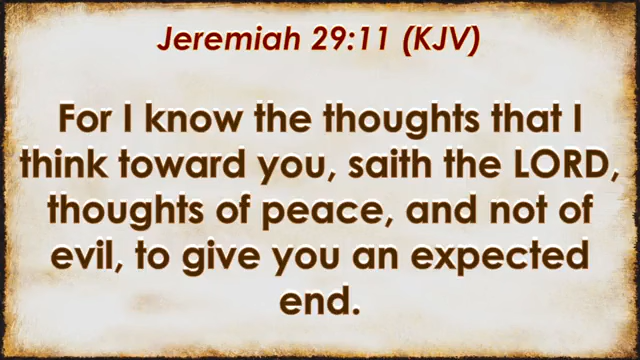 Jeremiah 29:11 (KJV)
For I know the thoughts that I
think toward you, saith the LORD,
thoughts of peace, and not of
evil, to give you an expected
end.